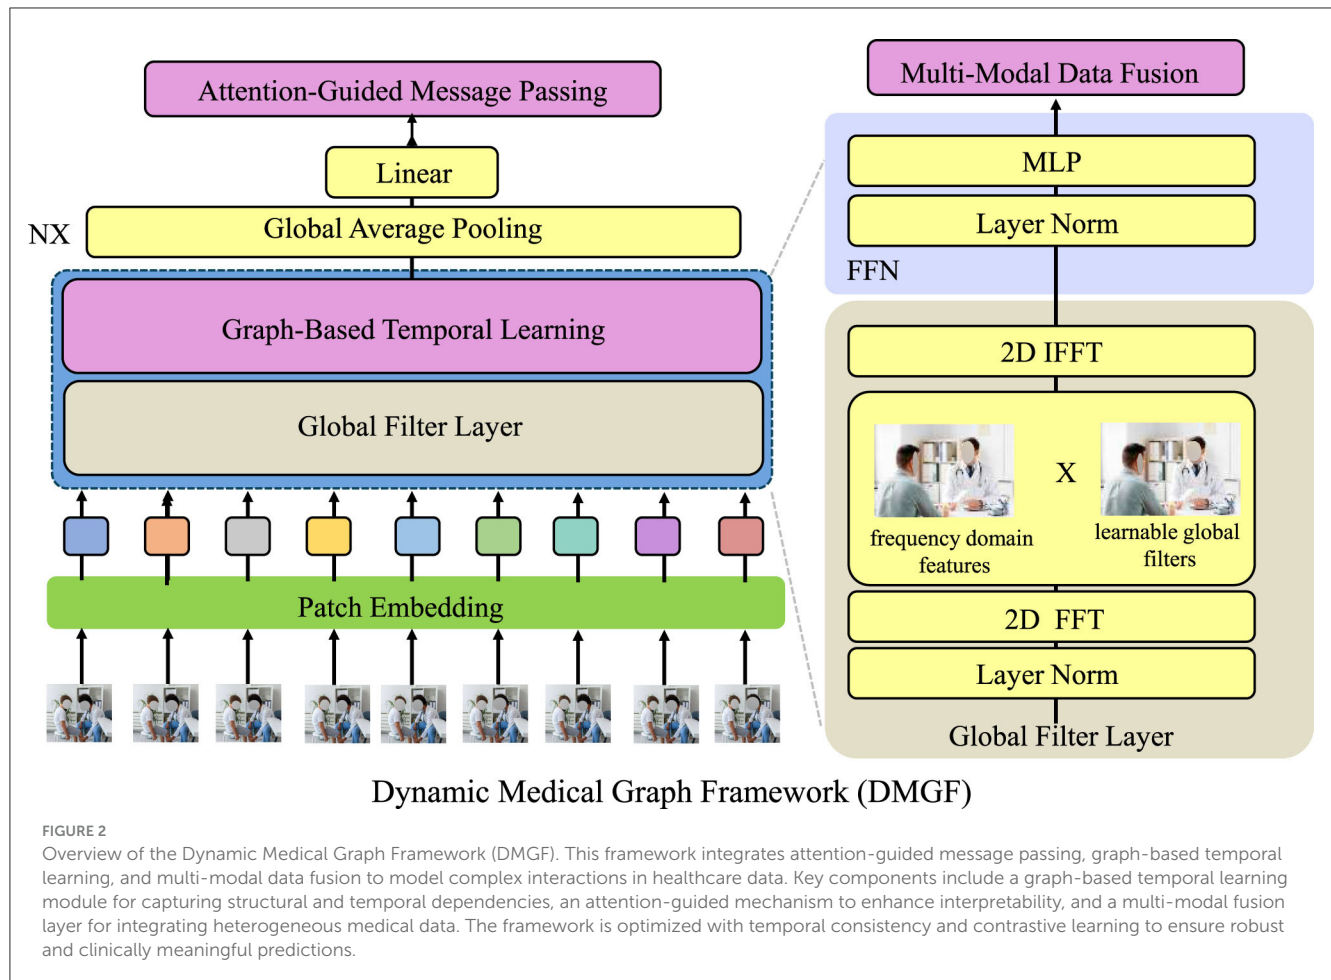 Attention-Guided Message Passing
Linear
NX
Global Average Pooling
Graph-Based Temporal Learning
Global Filter Layer
Patch Embedding
Multi-Modal Data Fusion
MLP
Layer Norm
FFN
2D IFFT
X
frequency domain
features
learnable global
filters
2D FFT
Layer Norm
Global Filter Layer
Dynamic Medical Graph Framework (DMGF)
FIGURE 2
Overview of the Dynamic Medical Graph Framework (DMGF). This framework integrates attention-guided message passing, graph-based temporal
learning, and multi-modal data fusion to model complex interactions in healthcare data. Key components include a graph-based temporal learning
module for capturing structural and temporal dependencies, an attention-guided mechanism to enhance interpretability, and a multi-modal fusion
layer for integrating heterogeneous medical data. The framework is optimized with temporal consistency and contrastive learning to ensure robust
and clinically meaningful predictions.